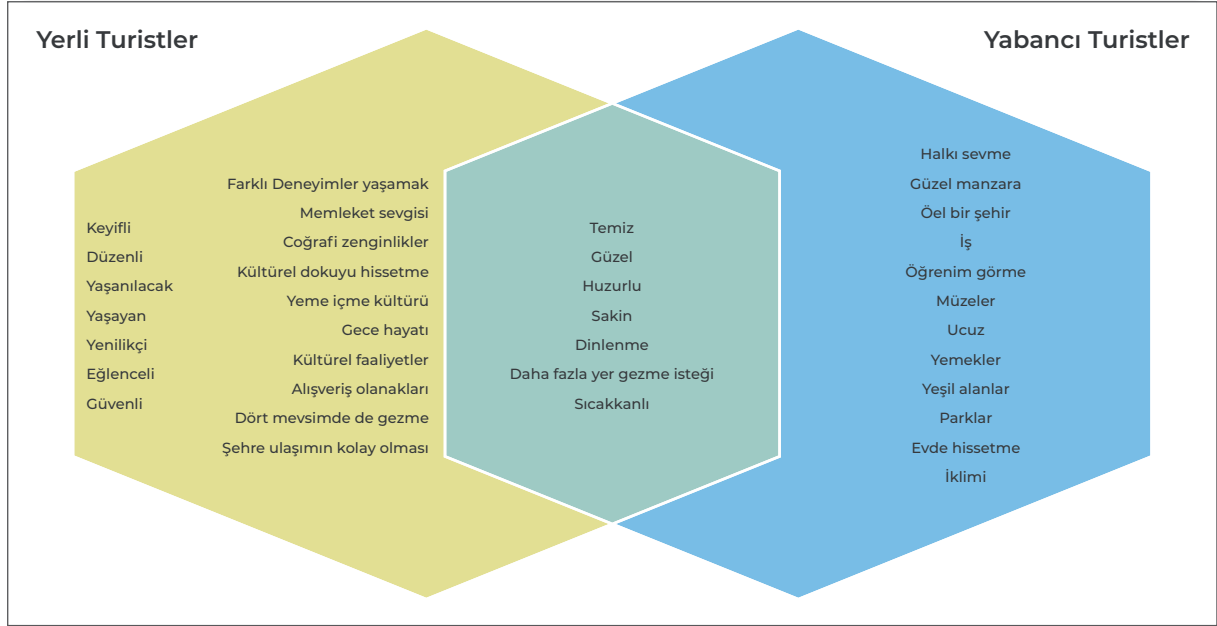 Yerli Turistler
Yabancı Turistler
Keyifli
Düzenli
Yaşanılacak
Yaşayan
Yenilikçi
Eğlenceli
Güvenli
Farklı Deneyimler yaşamak
Memleket sevgisi
Coğrafi zenginlikler
Kültürel dokuyu hissetme
Yeme içme kültürü
Gece hayatı
Kültürel faaliyetler
Alışveriş olanakları
Dört mevsimde de gezme
Şehre ulaşımın kolay olması
Temiz
Güzel
Huzurlu
Sakin
Dinlenme
Daha fazla yer gezme isteği
Sıcakkanlı
Halkı sevme
Güzel manzara
Öel bir şehir
İş
Öğrenim görme
Müzeler
Ucuz
Yemekler
Yeşil alanlar
Parklar
Evde hissetme
İklimi